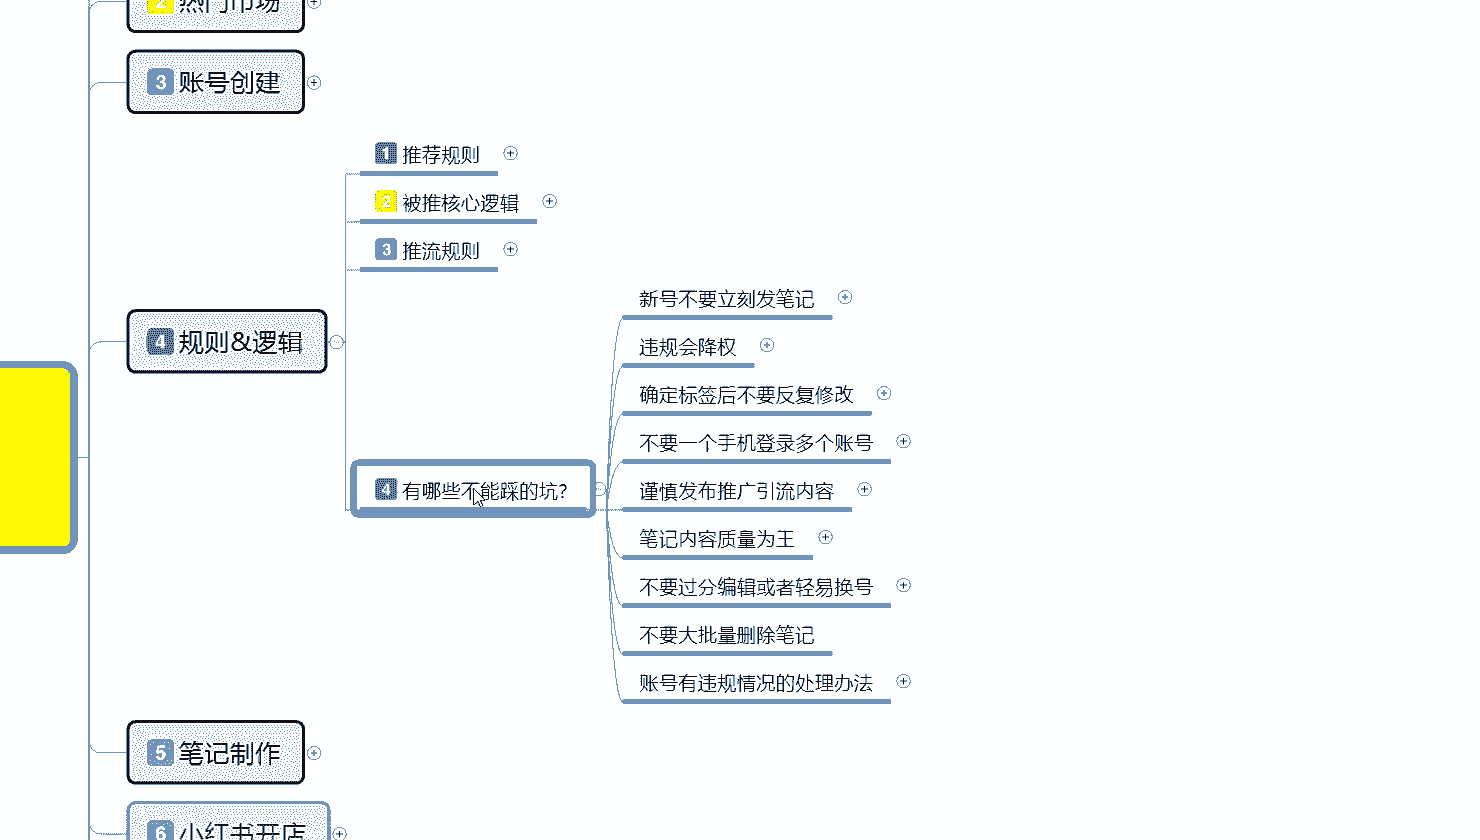 2 热门市场
3 账号创建
4 规则&逻辑
1 推荐规则
2 被推核心逻辑
3 推流规则
4 有哪些不能踩的坑?
新号不要立刻发笔记
违规会降权
确定标签后不要反复修改
不要一个手机登录多个账号
谨慎发布推广引流内容
笔记内容质量为王
不要过分编辑或者轻易换号
不要大批量删除笔记
账号有违规情况的处理办法
5 笔记制作
6 小红书开店